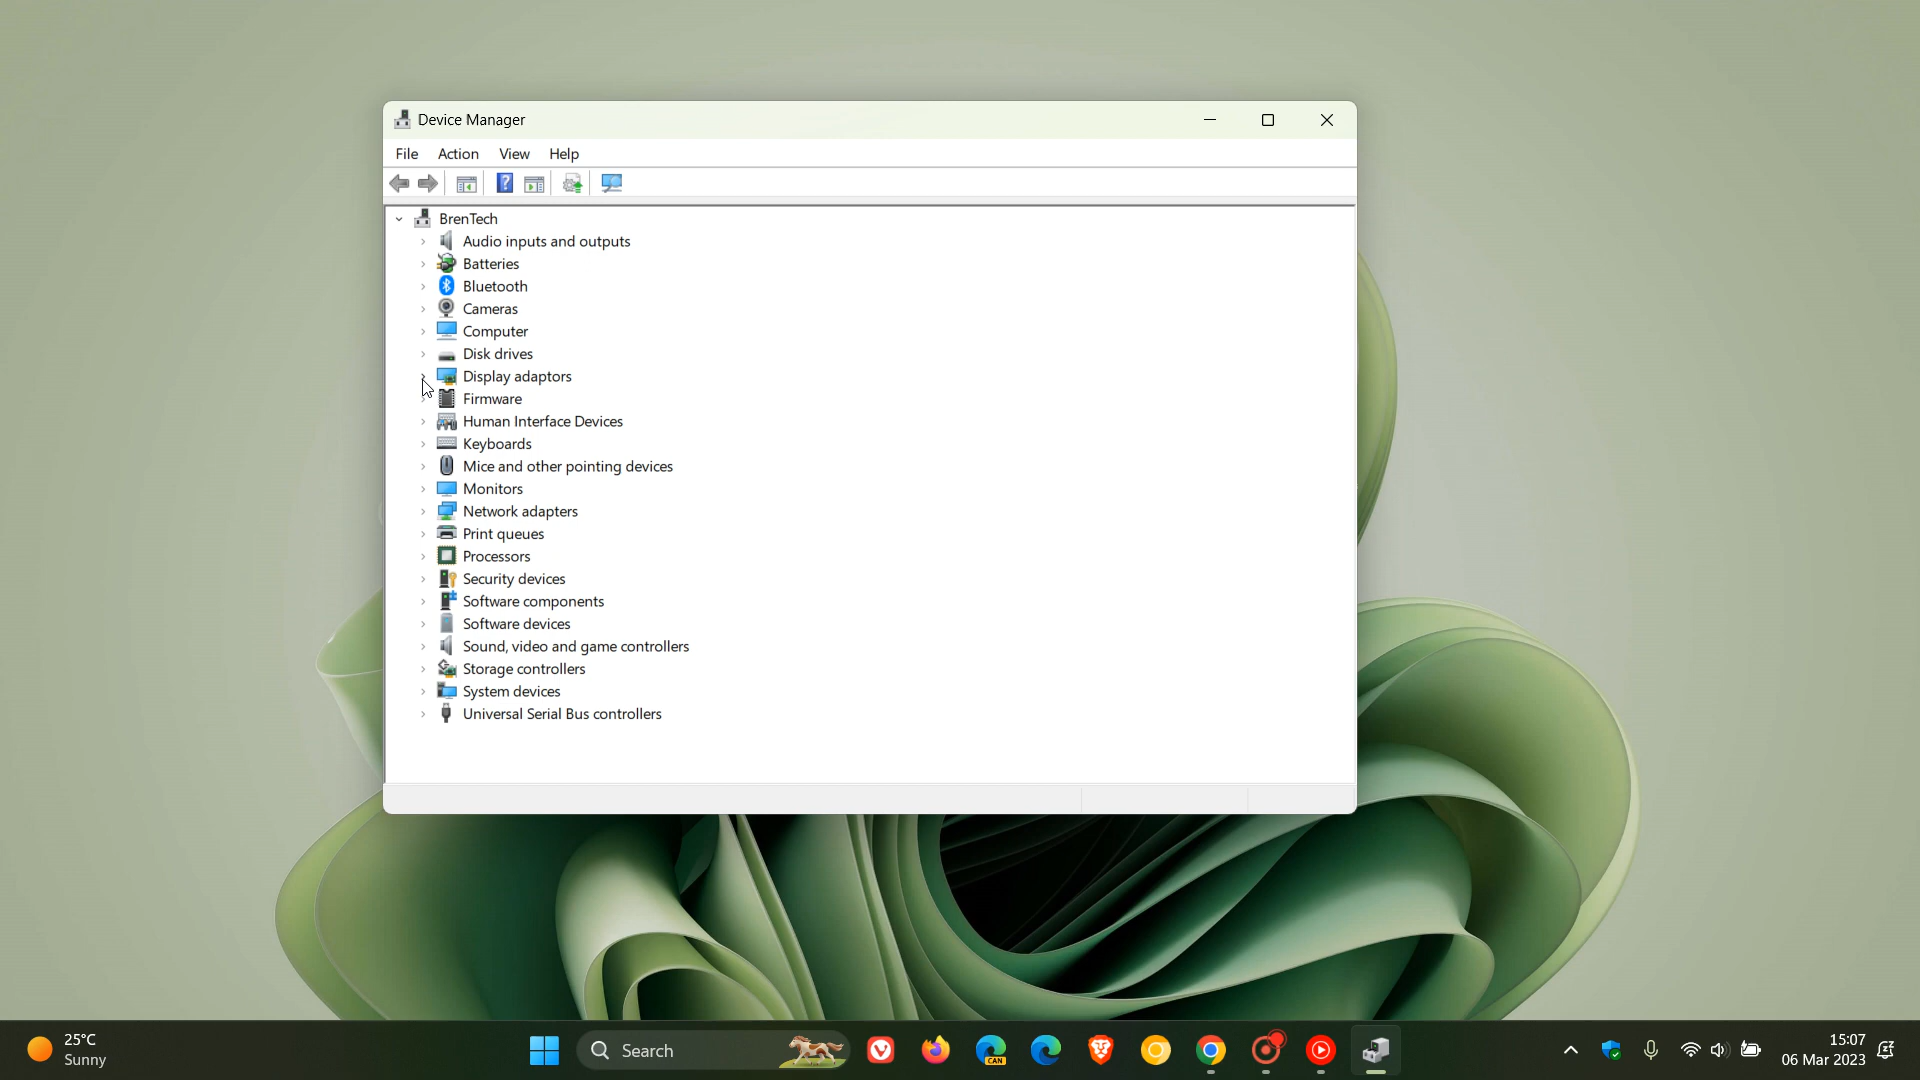 Device Manager
File Action View Help
BrenTech
Audio inputs and outputs
Batteries
Bluetooth
Cameras
Computer
Disk drives
Display adaptors
Firmware
Human Interface Devices
Keyboards
Mice and other pointing devices
Monitors
Network adapters
Print queues
Processors
Security devices
Software components
Software devices
Sound, video and game controllers
Storage controllers
System devices
Universal Serial Bus controllers
25°C
Sunny
Search
CAN
15:07
06 Mar 2023